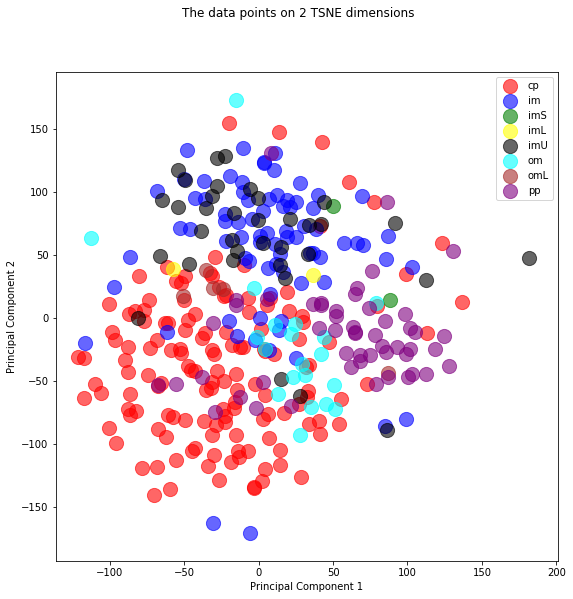 The data points on 2 TSNE dimensions
cp
im
imS
imL
imU
om
omL
pp
150
100
50
0
−50
−100
−150
Principal Component 2
−100
−50
0
50
100
150
200
Principal Component 1